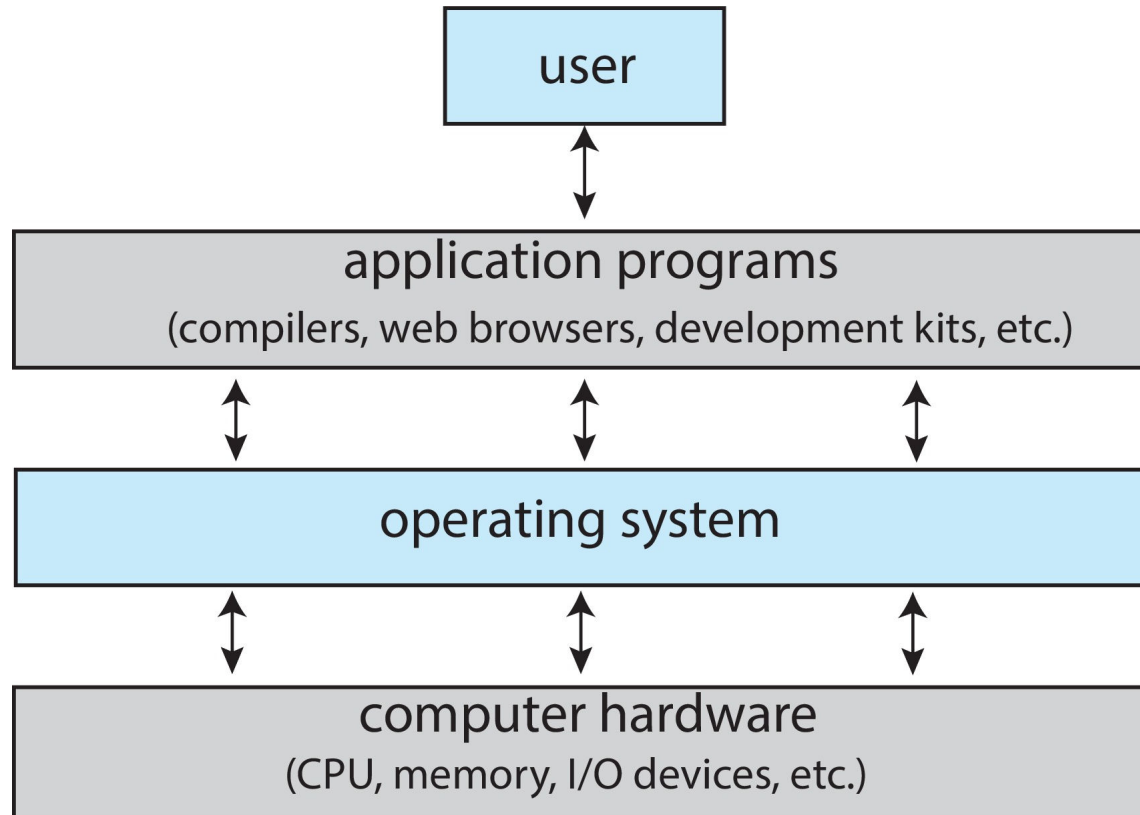 user
application programs
(compilers, web browsers, development kits, etc.)
operating system
computer hardware
(CPU, memory, I/O devices, etc.)